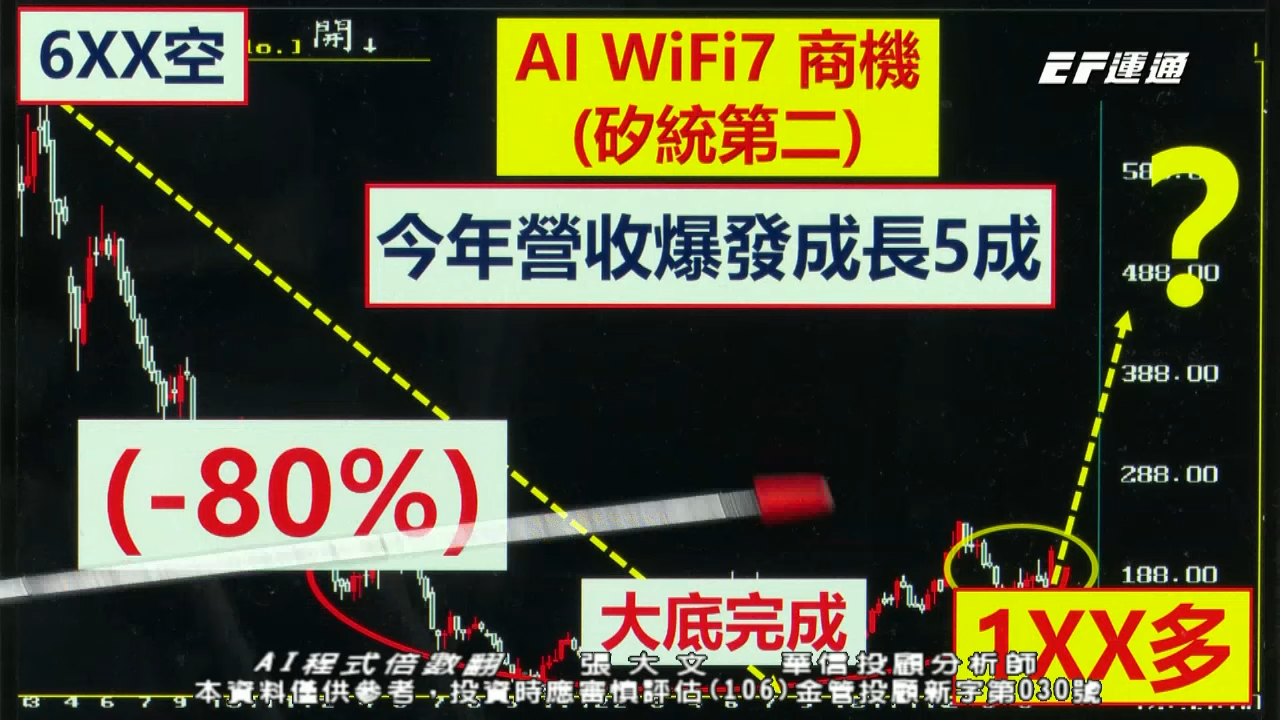 6XX空
開↓
AI WiFi7 商機
(矽統第二)
EF運通
今年營收爆發成長5成
488.00
388.00
(-80%)
288.00
188.00
大底完成
1XX多
AI程式倍數翻 張大文 華信投顧分析師
本資料僅供參考，投資時應審慎評估(106)金管投顧新字第030號